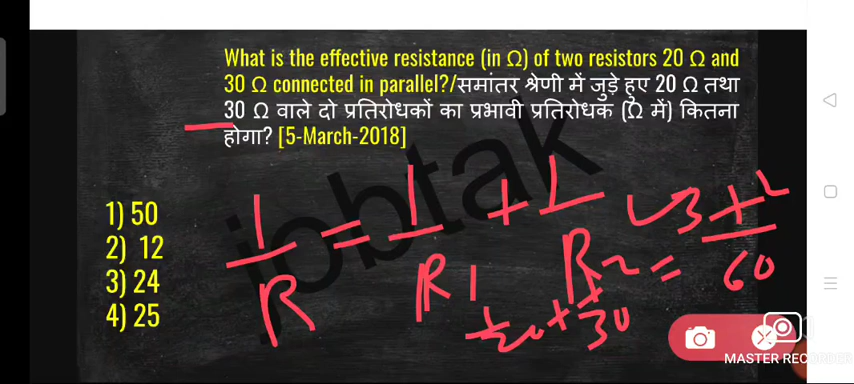 What is the effective resistance (in Ω) of two resistors 20 Ω and
30 Ω connected in parallel?/समांतर श्रेणी में जुड़े हुए 20 Ω तथा
30 Ω वाले दो प्रतिरोधकों का प्रभावी प्रतिरोधक (Ω में) कितना
होगा? [5-March-2018]
jobtak
1) 50
2) 12
3) 24
4) 25
1/R = 1/R1 + 1/R2 = 3+2/60
1/20 + 1/30
MASTER RECORDER